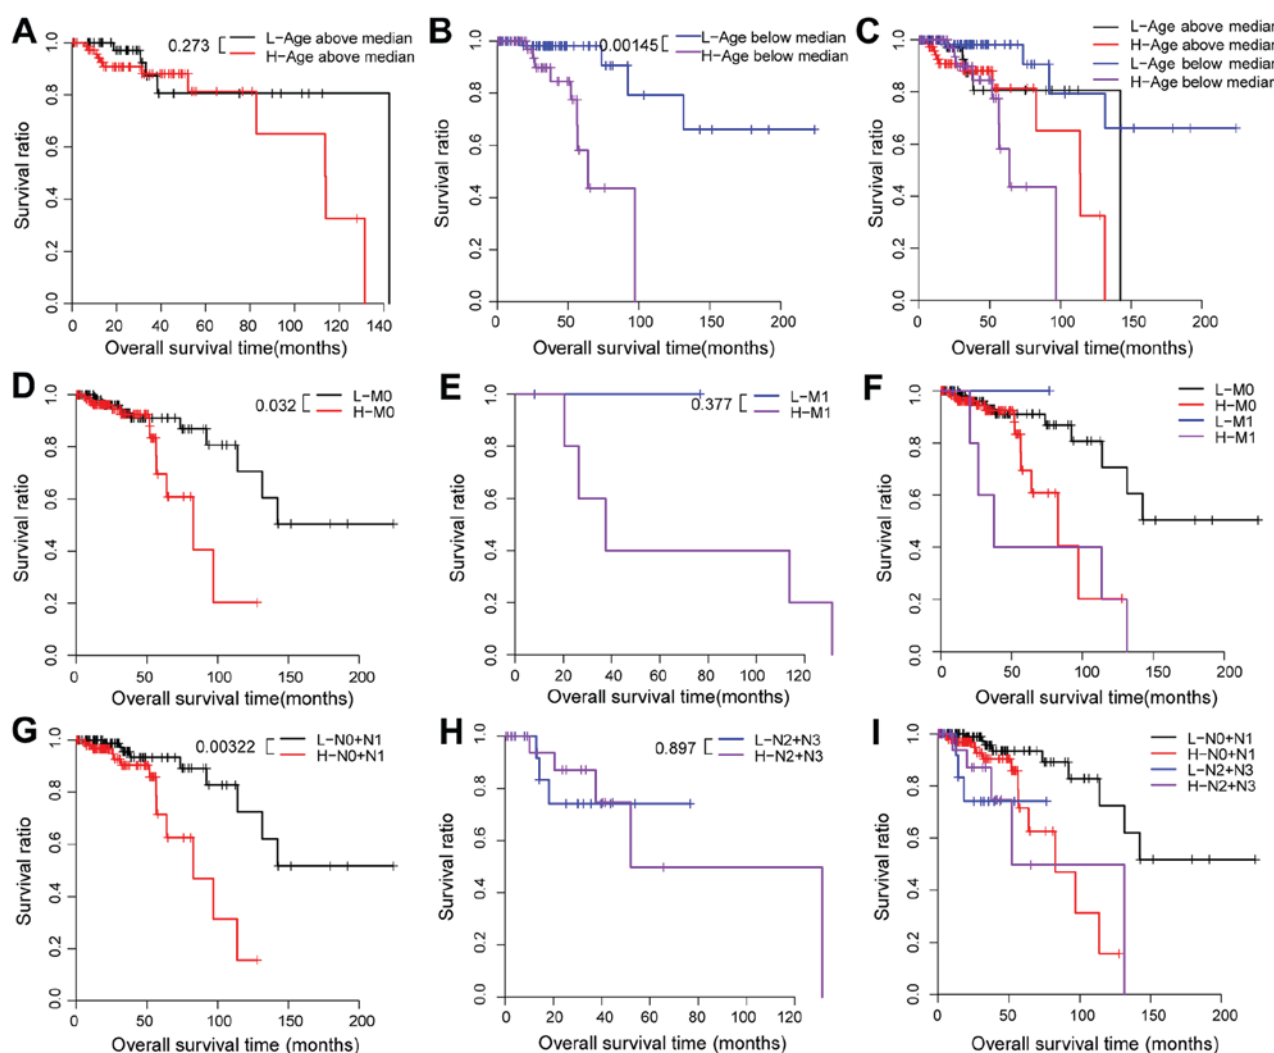 A
0.273
L-Age above median
H-Age above median
Survival ratio
0.0 0.2 0.4 0.6 0.8 1.0
0 20 40 60 80 100 120 140
Overall survival time(months)
B
0.00145
L-Age below median
H-Age below median
Survival ratio
0.0 0.2 0.4 0.6 0.8 1.0
0 50 100 150 200
Overall survival time(months)
C
L-Age above median
H-Age above median
L-Age below median
H-Age below median
Survival ratio
0.0 0.2 0.4 0.6 0.8 1.0
0 50 100 150 200
Overall survival time(months)
D
0.032
L-M0
H-M0
Survival ratio
0.0 0.2 0.4 0.6 0.8 1.0
0 50 100 150 200
Overall survival time(months)
E
0.377
L-M1
H-M1
Survival ratio
0.0 0.2 0.4 0.6 0.8 1.0
0 20 40 60 80 100 120
Overall survival time(months)
F
L-M0
H-M0
L-M1
H-M1
Survival ratio
0.0 0.2 0.4 0.6 0.8 1.0
0 50 100 150 200
Overall survival time(months)
G
0.00322
L-N0+N1
H-N0+N1
Survival ratio
0.0 0.2 0.4 0.6 0.8 1.0
0 50 100 150 200
Overall survival time (months)
H
0.897
L-N2+N3
H-N2+N3
Survival ratio
0.0 0.2 0.4 0.6 0.8 1.0
0 20 40 60 80 100 120
Overall survival time (months)
I
L-N0+N1
H-N0+N1
L-N2+N3
H-N2+N3
Survival ratio
0.0 0.2 0.4 0.6 0.8 1.0
0 50 100 150 200
Overall survival time (months)